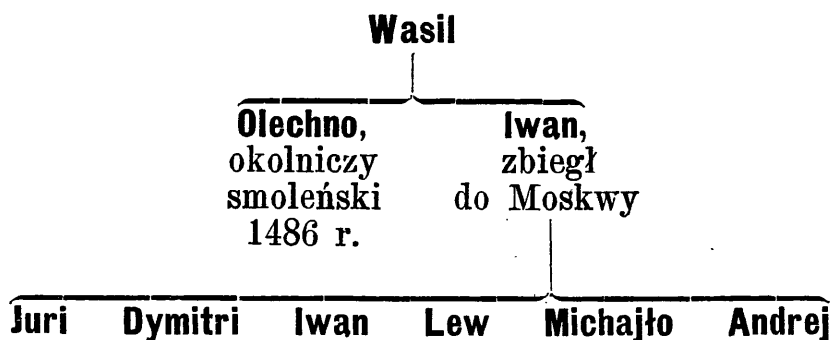 Wasil
Olechno, Iwan,
okolniczy zbiegł
smoleński do Moskwy
1486 r.
Juri Dymitri Iwan Lew Michajło Andrej